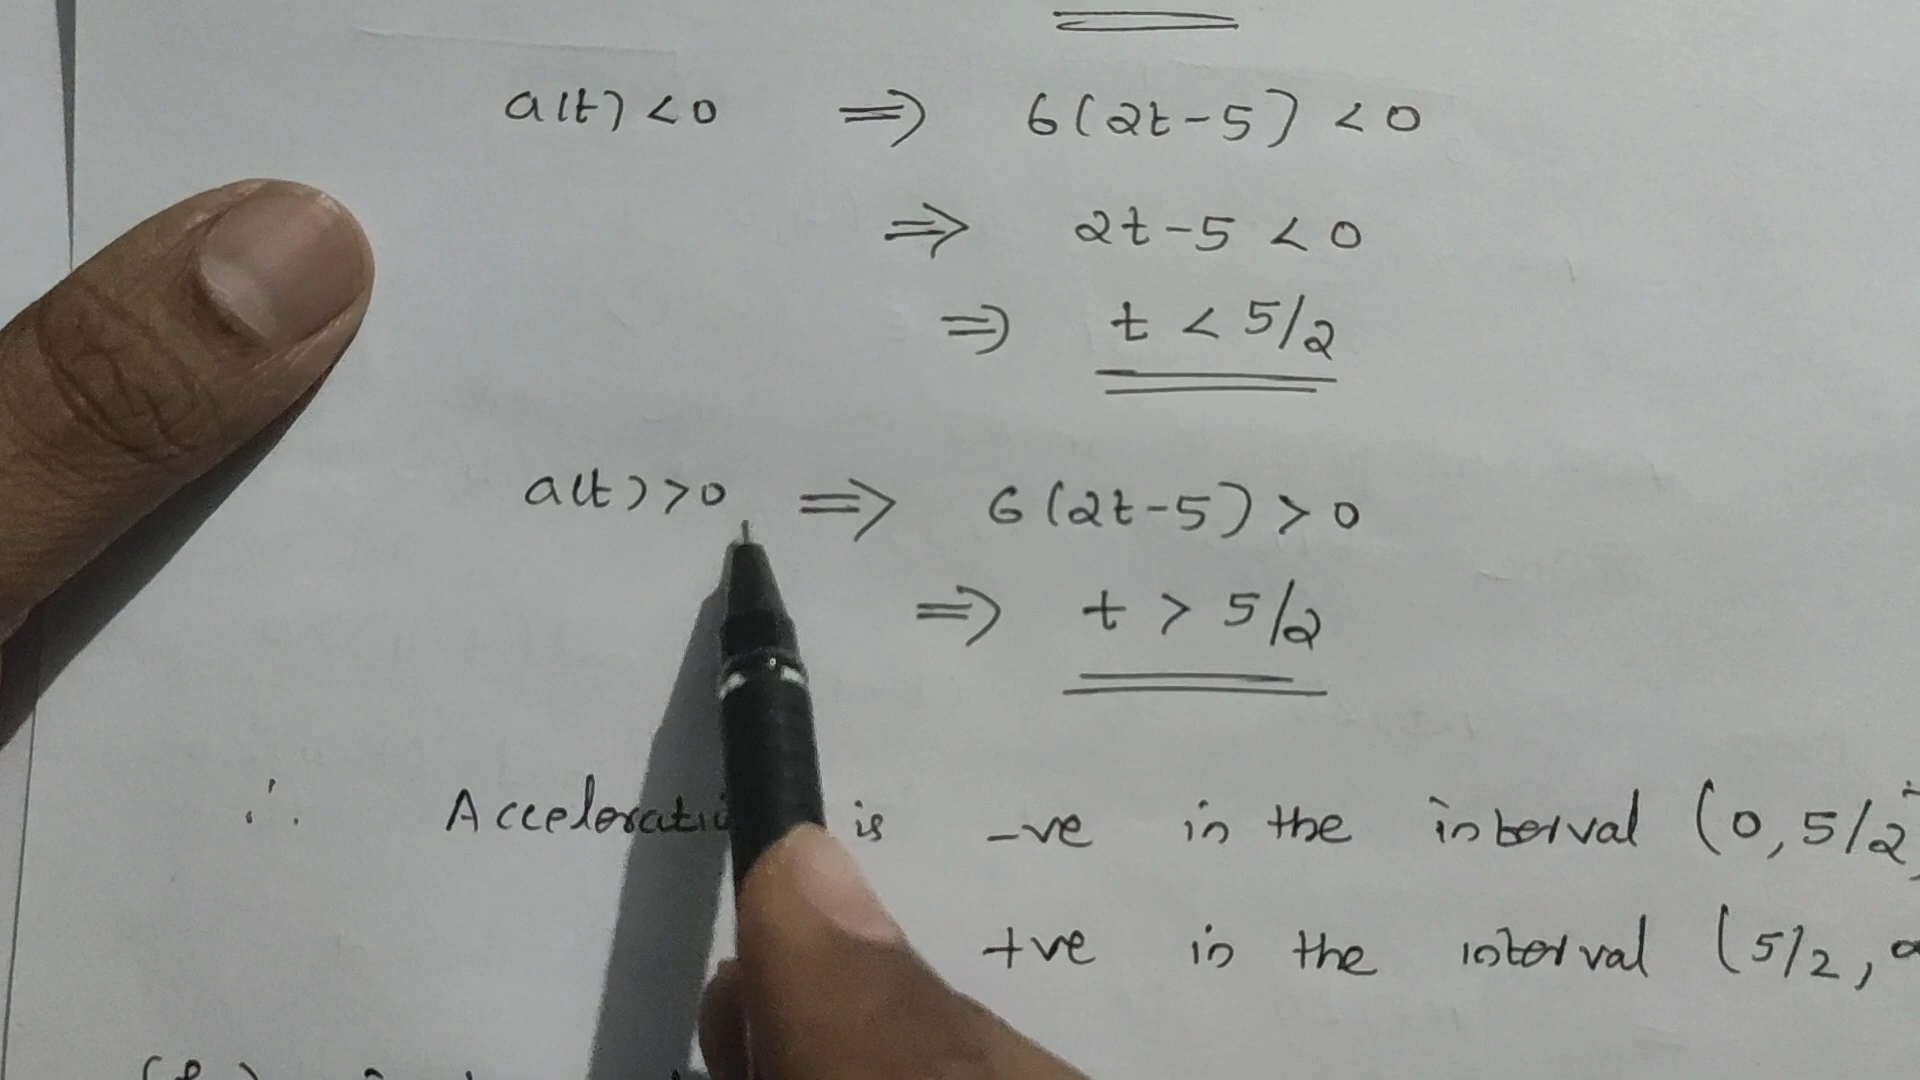 a(t) < 0 ⇒ 6(2t-5) < 0
⇒ 2t-5 < 0
⇒ t < 5/2
a(t) > 0 ⇒ 6(2t-5) > 0
⇒ t > 5/2
∴ is -ve in the interval (0, 5/2
+ve in the interval (5/2,